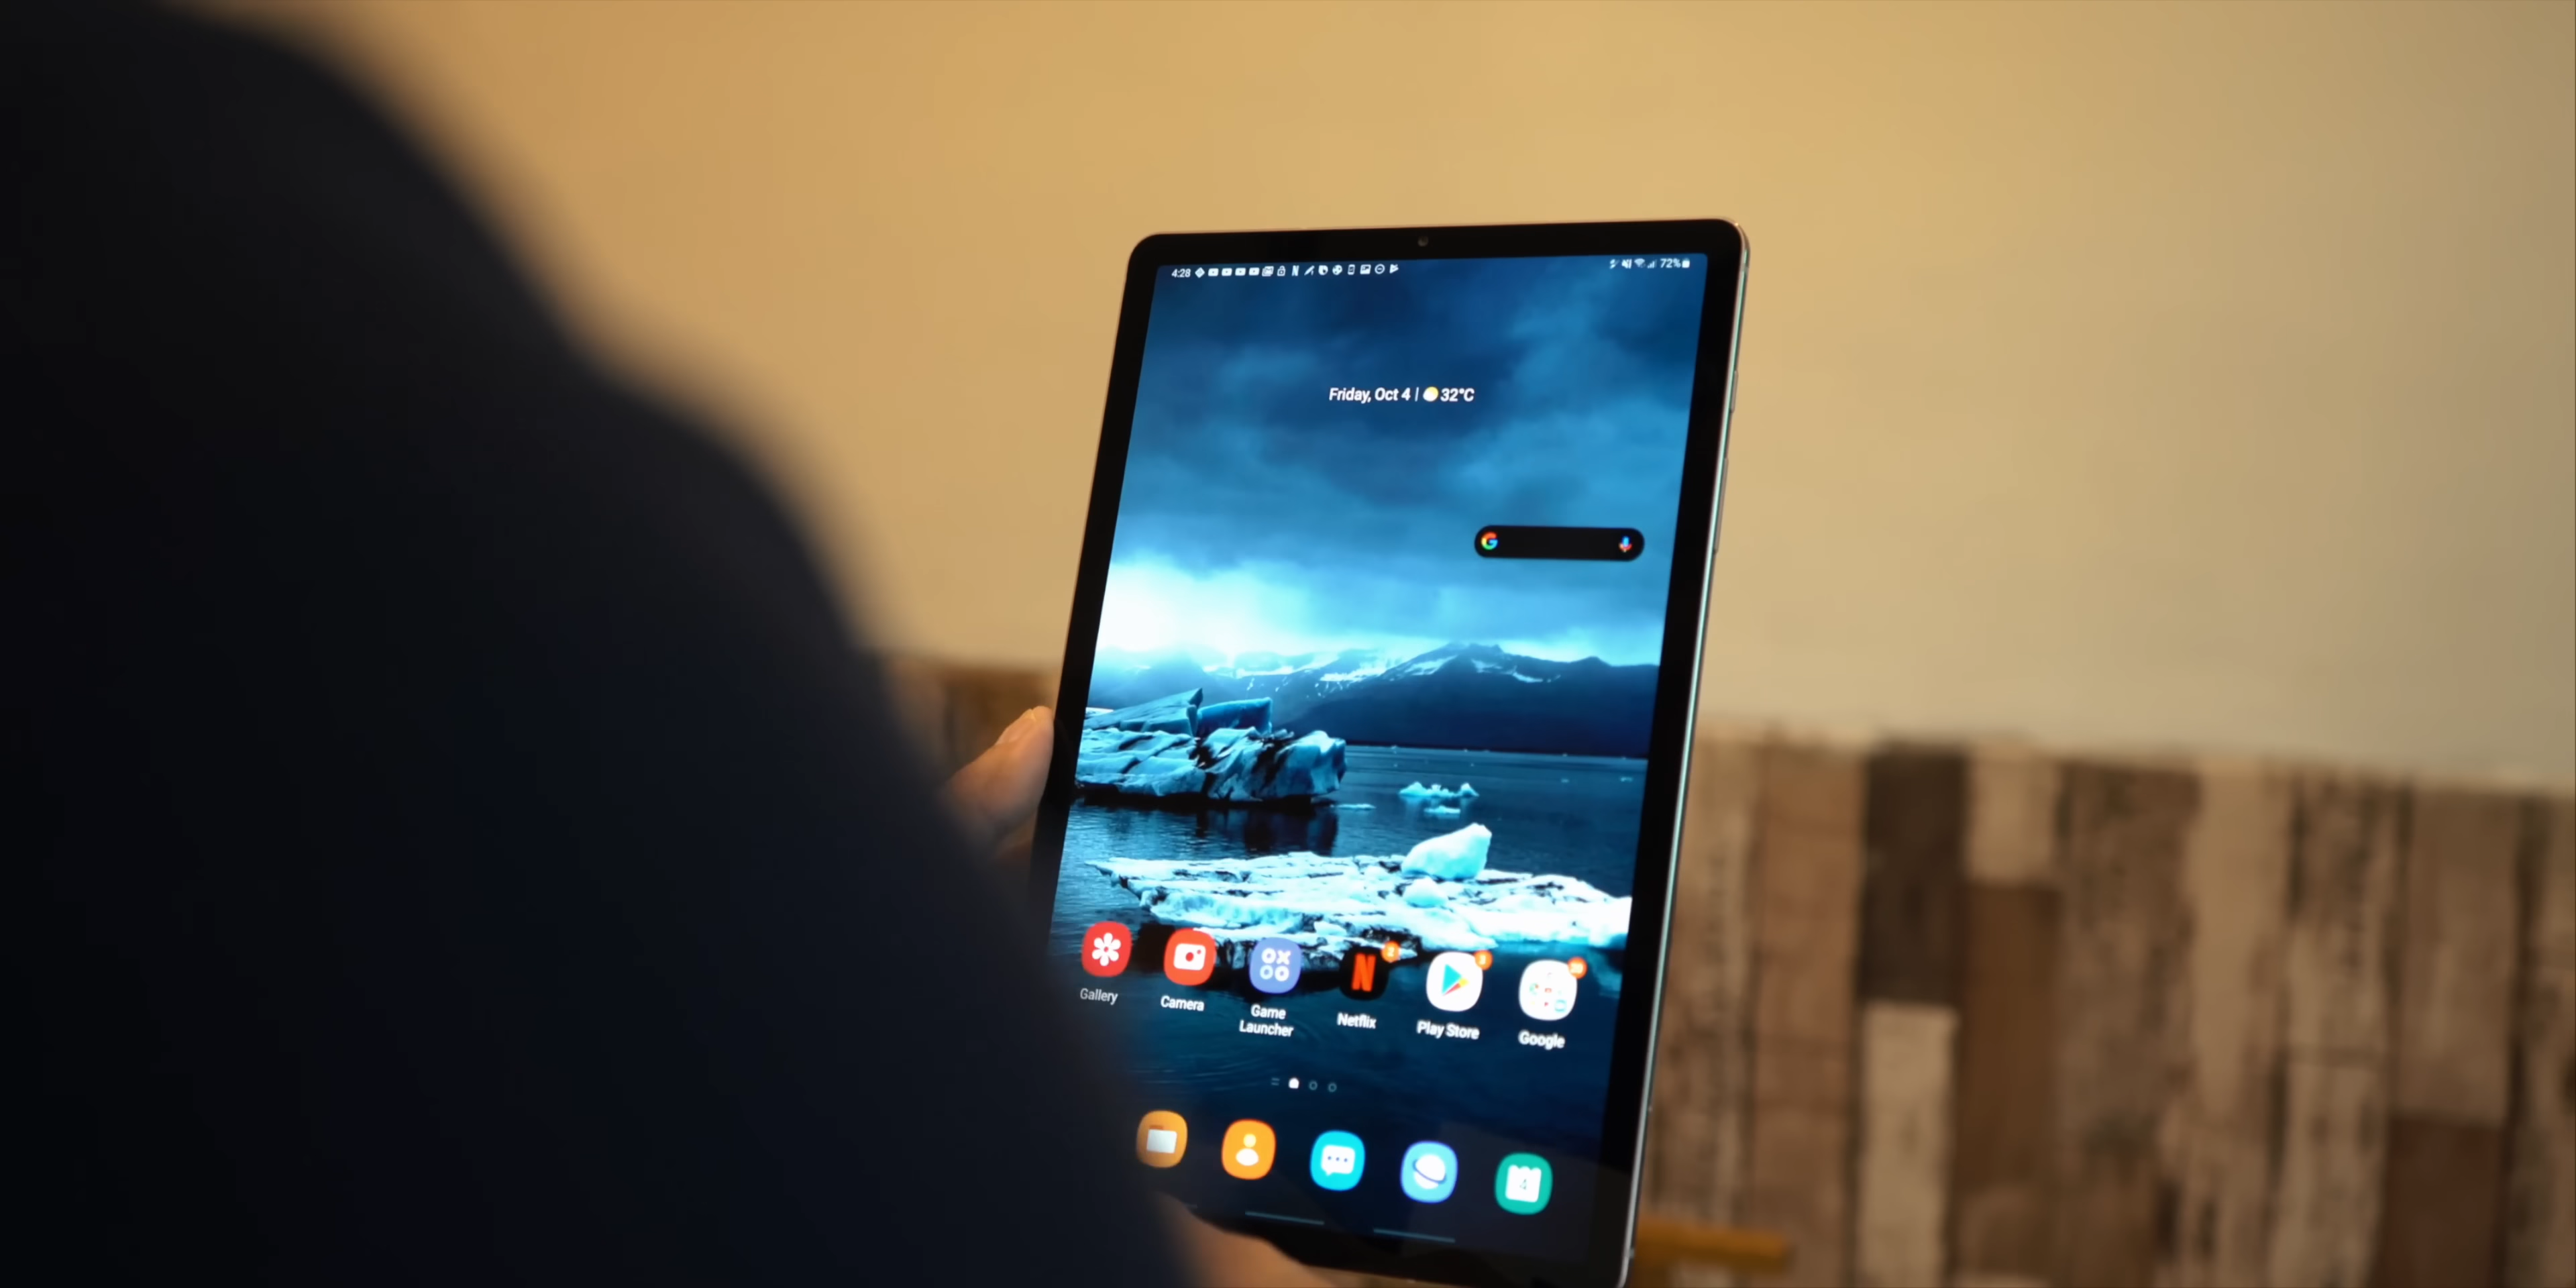 4:28
72%
Friday, Oct 4 | 32°C
Gallery
Camera
Game
Launcher
Netflix
Play Store
Google